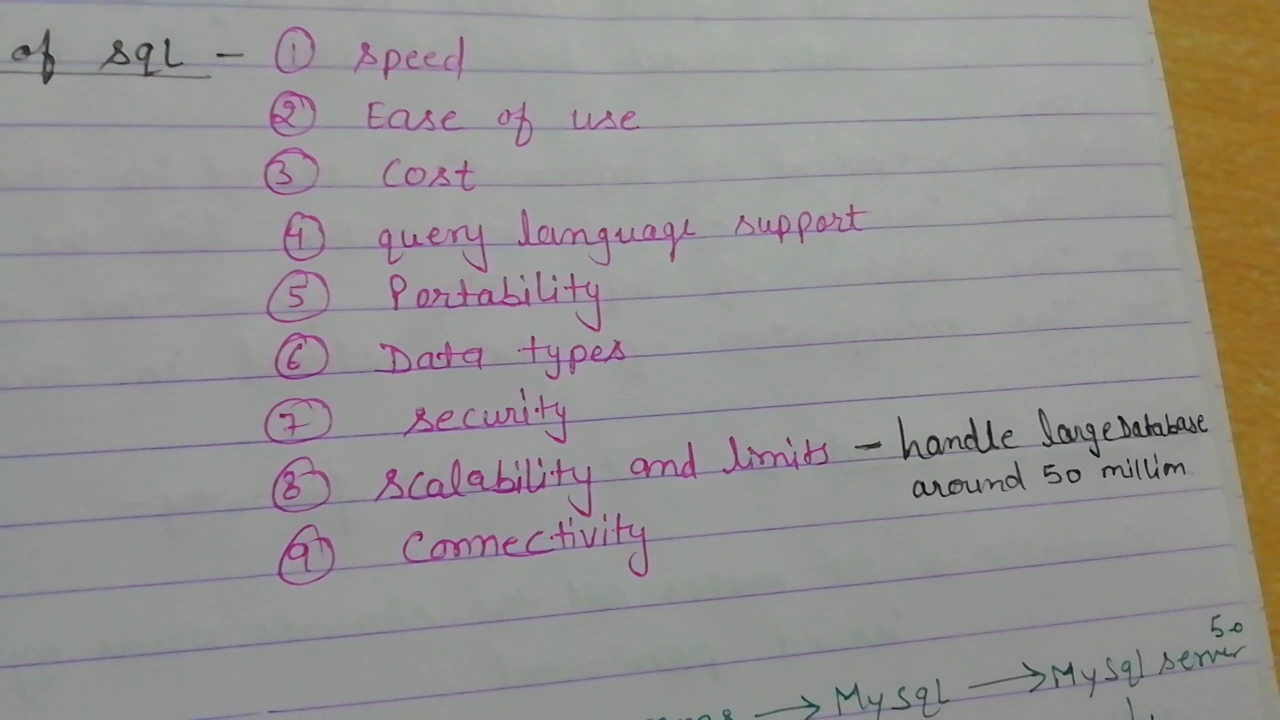 of sql - ① speed
② Ease of use
③ Cost
④ query language support
⑤ Portability
⑥ Data types
⑦ security
⑧ scalability and limits - handle large Database
around 50 million
⑨ Connectivity
50
→ MySql → MySql server